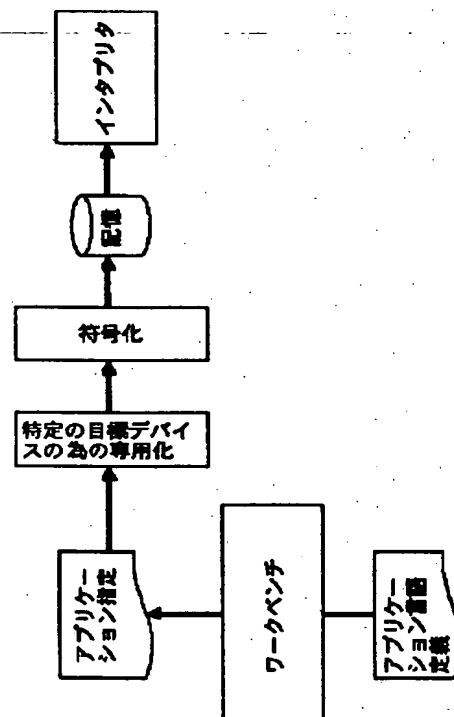 インタプリタ
記憶
符号化
特定の目標デバイ
スの為の専用化
アプリケー
ション指定
ワークベンチ
アプリケー
ション言語
定義